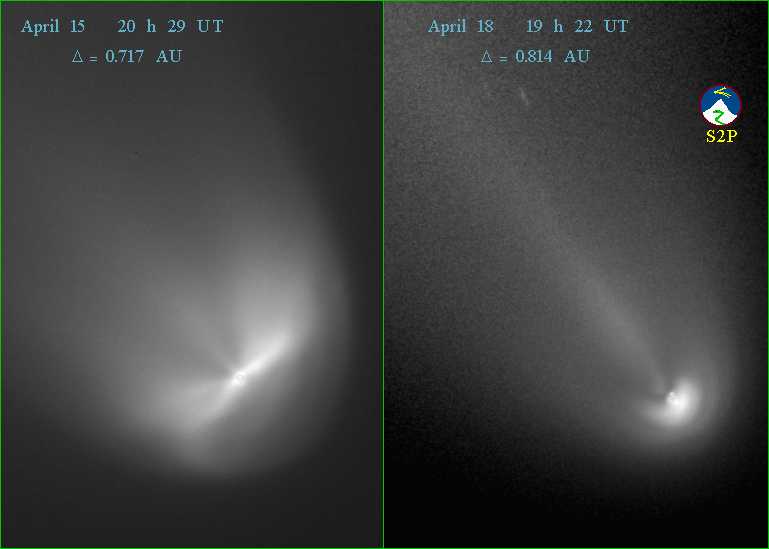 April 15 20 h 29 UT
Δ = 0.717 AU
April 18 19 h 22 UT
Δ = 0.814 AU
S2P